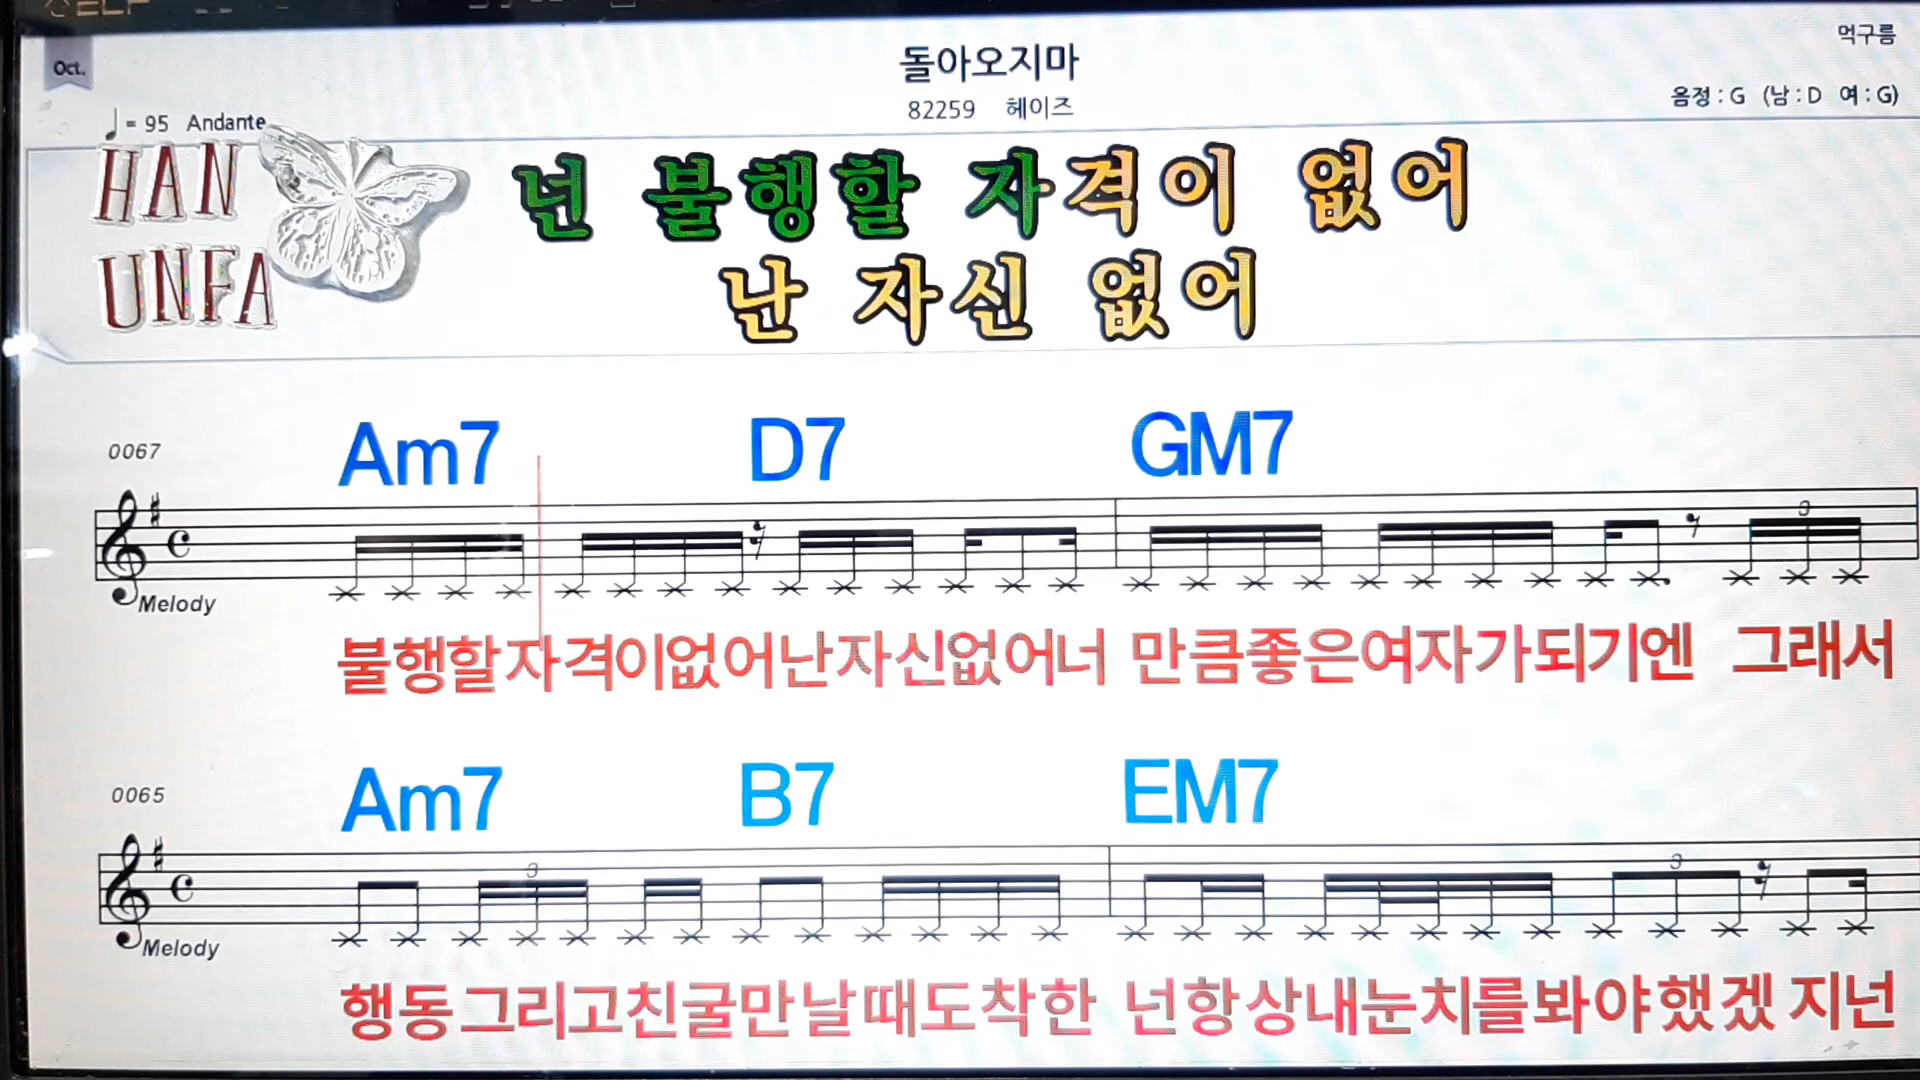 먹구름
Oct.
돌아오지마
82259 헤이즈
음정 : G (남 : D 여 : G)
♩ = 95 Andante
HAN
UNFA
넌 불행할 자격이 없어
난 자신 없어
0067
Am7 D7 GM7
3
Melody
불행할자격이없어난자신없어너 만큼좋은여자가되기엔 그래서
0065
Am7 B7 EM7
3 3
Melody
행동그리고친굴만날때도착한 넌항상내눈치를봐야했겠 지넌